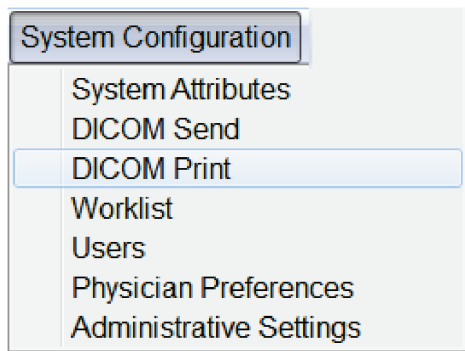 System Configuration
System Attributes
DICOM Send
DICOM Print
Worklist
Users
Physician Preferences
Administrative Settings